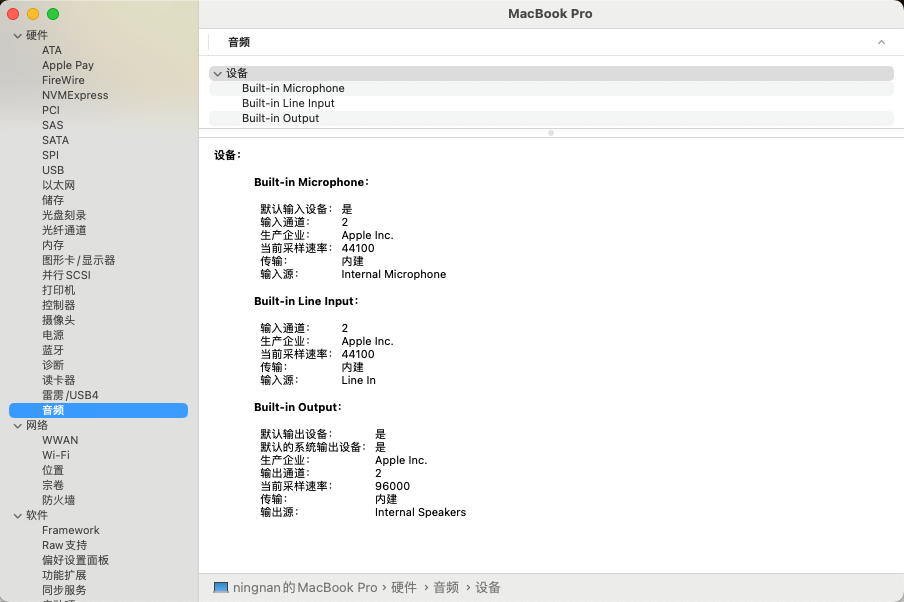 MacBook Pro
硬件
ATA
Apple Pay
FireWire
NVMExpress
PCI
SAS
SATA
SPI
USB
以太网
储存
光盘刻录
光纤通道
内存
图形卡/显示器
并行SCSI
打印机
控制器
摄像头
电源
蓝牙
诊断
读卡器
雷雳/USB4
音频
网络
WWAN
Wi-Fi
位置
宗卷
防火墙
软件
Framework
Raw支持
偏好设置面板
功能扩展
同步服务
音频
设备
Built-in Microphone
Built-in Line Input
Built-in Output
设备：
Built-in Microphone：
默认输入设备： 是
输入通道： 2
生产企业： Apple Inc.
当前采样速率： 44100
传输： 内建
输入源： Internal Microphone
Built-in Line Input：
输入通道： 2
生产企业： Apple Inc.
当前采样速率： 44100
传输： 内建
输入源： Line In
Built-in Output：
默认输出设备： 是
默认的系统输出设备： 是
生产企业： Apple Inc.
输出通道： 2
当前采样速率： 96000
传输： 内建
输出源： Internal Speakers
ningnan的MacBook Pro › 硬件 › 音频 › 设备